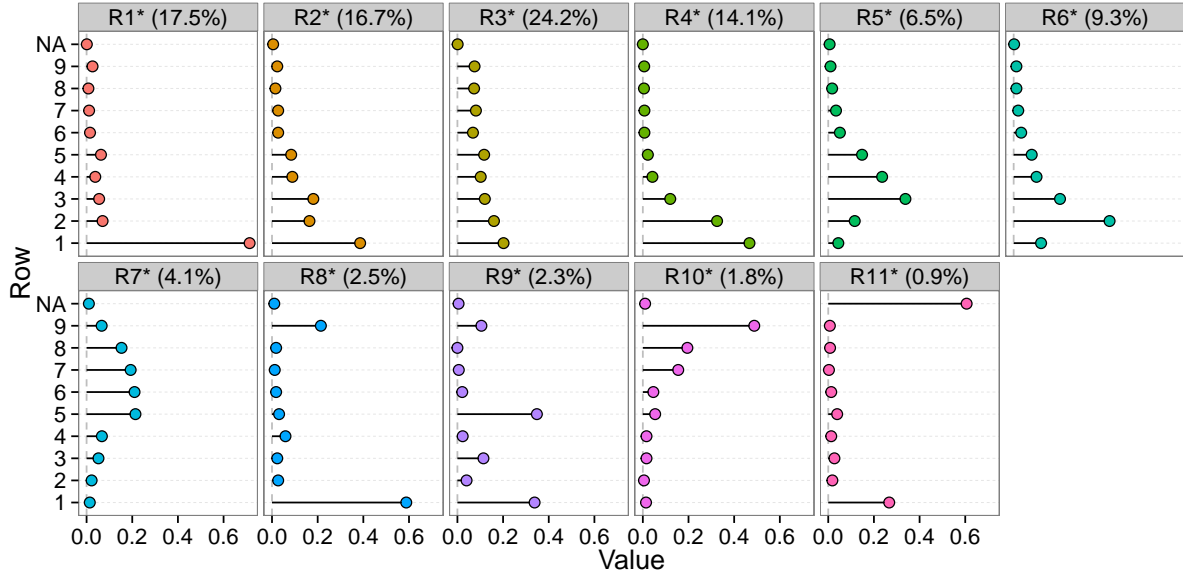 R1* (17.5%) R2* (16.7%) R3* (24.2%) R4* (14.1%) R5* (6.5%) R6* (9.3%)
NA
9
8
7
6
5
4
3
2
1
Row
R7* (4.1%) R8* (2.5%) R9* (2.3%) R10* (1.8%) R11* (0.9%)
NA
9
8
7
6
5
4
3
2
1
0.0 0.2 0.4 0.6 0.0 0.2 0.4 0.6 0.0 0.2 0.4 0.6 0.0 0.2 0.4 0.6 0.0 0.2 0.4 0.6
Value